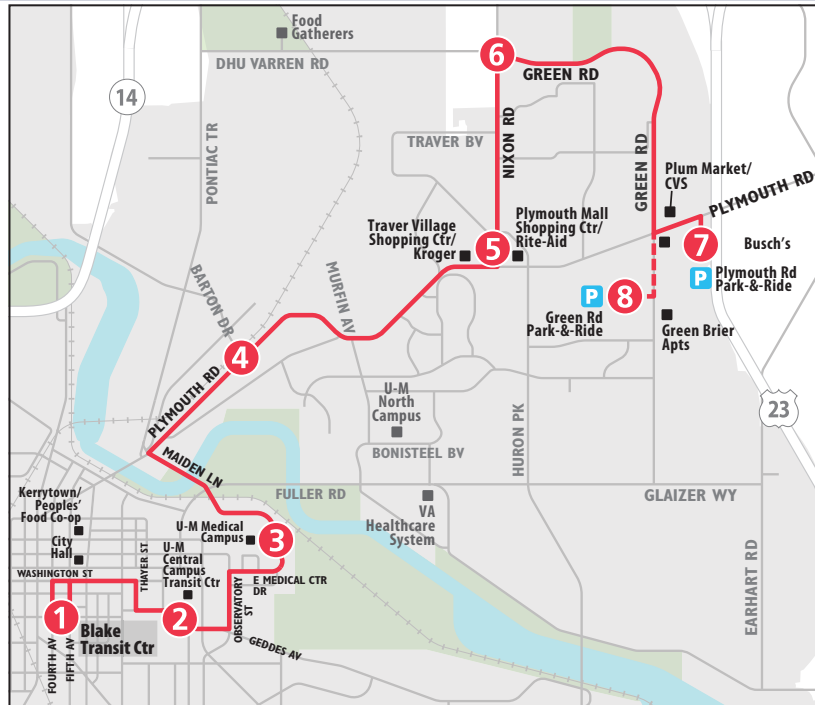 Food
Gatherers
DHU VARREN RD
6
GREEN RD
14
PONTIAC TR
NIXON RD
TRAVER BV
GREEN RD
Plum Market/
CVS
PLYMOUTH RD
Traver Village
Shopping Ctr/
Kroger
5
Plymouth Mall
Shopping Ctr/
Rite-Aid
7
Busch's
P
Plymouth Rd
Park-&-Ride
P
8
Green Rd
Park-&-Ride
Green Brier
Apts
BARTON DR
MURFIN AV
4
PLYMOUTH RD
U-M
North
Campus
HURON PK
23
MAIDEN LN
BONISTEEL BV
FULLER RD
GLAIZER WY
Kerrytown/
Peoples'
Food Co-op
City
Hall
WASHINGTON ST
THAYER ST
U-M Medical
Campus
3
VA
Healthcare
System
U-M
Central
Campus
Transit Ctr
E MEDICAL CTR
DR
OBSERVATORY
ST
EARHART RD
1
2
Blake
Transit Ctr
GEDDES AV
FOURTH AV
FIFTH AV